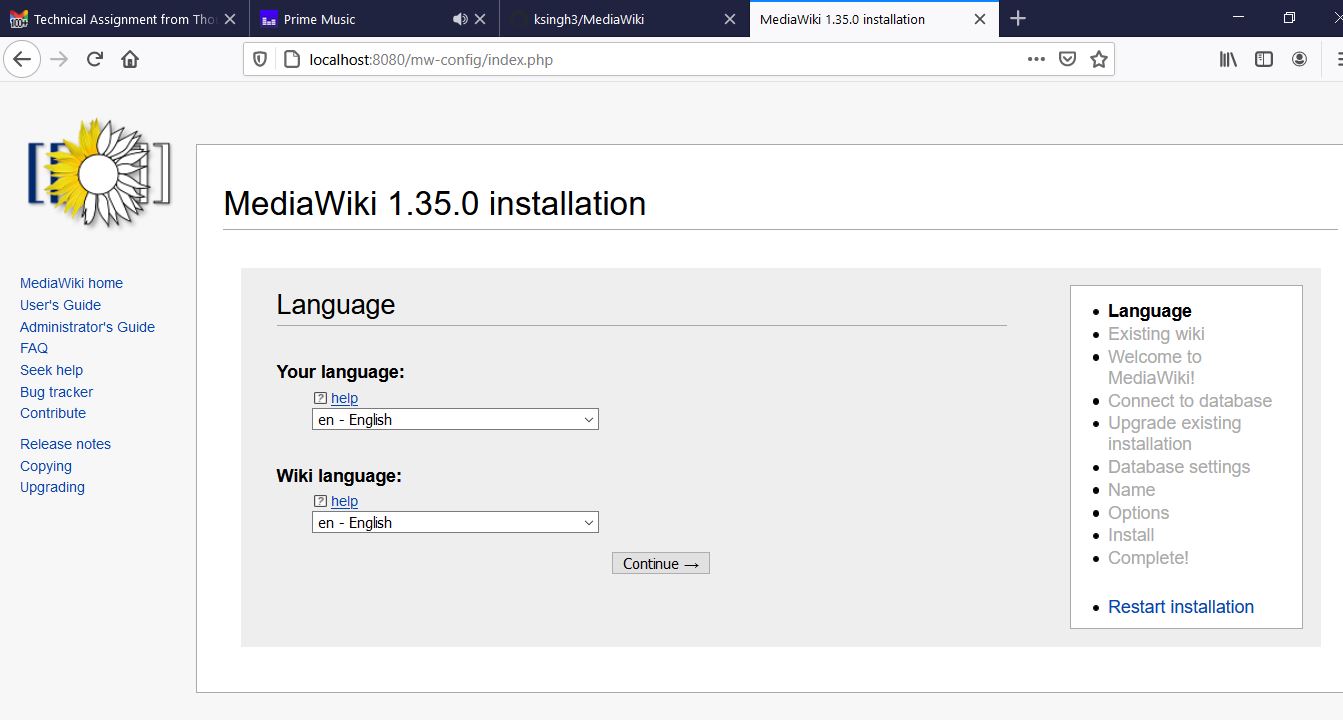 Technical Assignment from Thou
Prime Music
ksingh3/MediaWiki
MediaWiki 1.35.0 installation
localhost:8080/mw-config/index.php
MediaWiki home
User's Guide
Administrator's Guide
FAQ
Seek help
Bug tracker
Contribute
Release notes
Copying
Upgrading
MediaWiki 1.35.0 installation
Language
Your language:
? help
en - English
Wiki language:
? help
en - English
Continue →
Language
Existing wiki
Welcome to
MediaWiki!
Connect to database
Upgrade existing
installation
Database settings
Name
Options
Install
Complete!
Restart installation